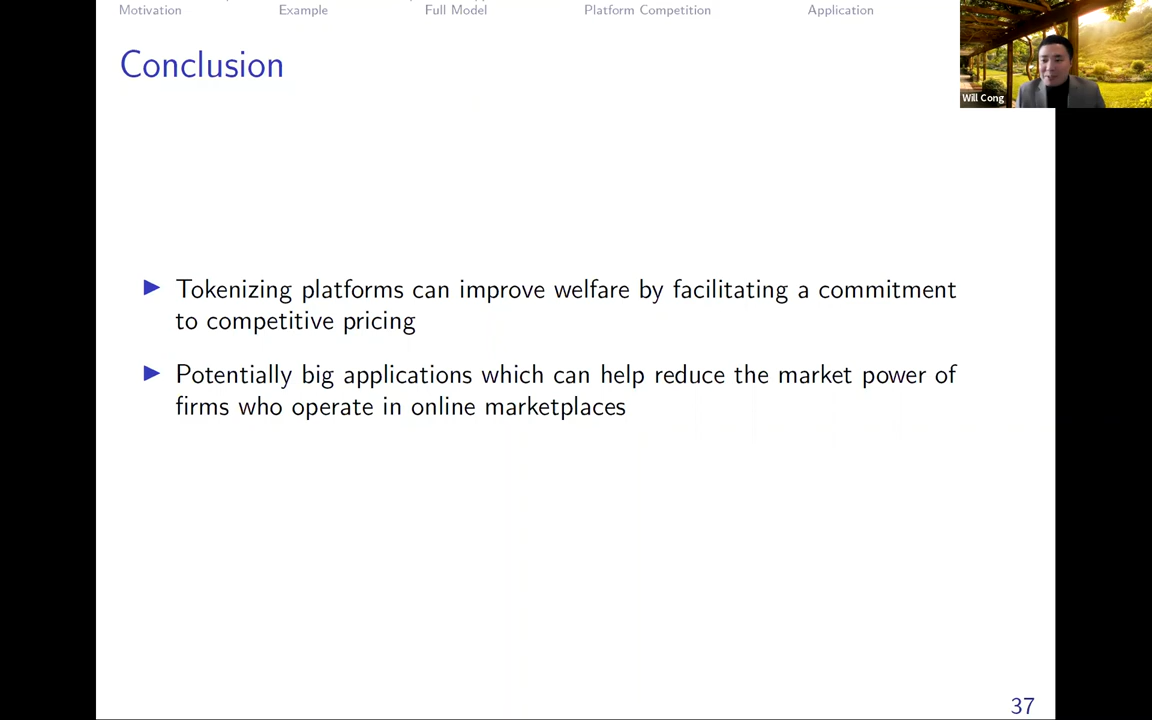 Motivation Example Full Model Platform Competition Application
Conclusion
Will Cong
Tokenizing platforms can improve welfare by facilitating a commitment
to competitive pricing
Potentially big applications which can help reduce the market power of
firms who operate in online marketplaces
37